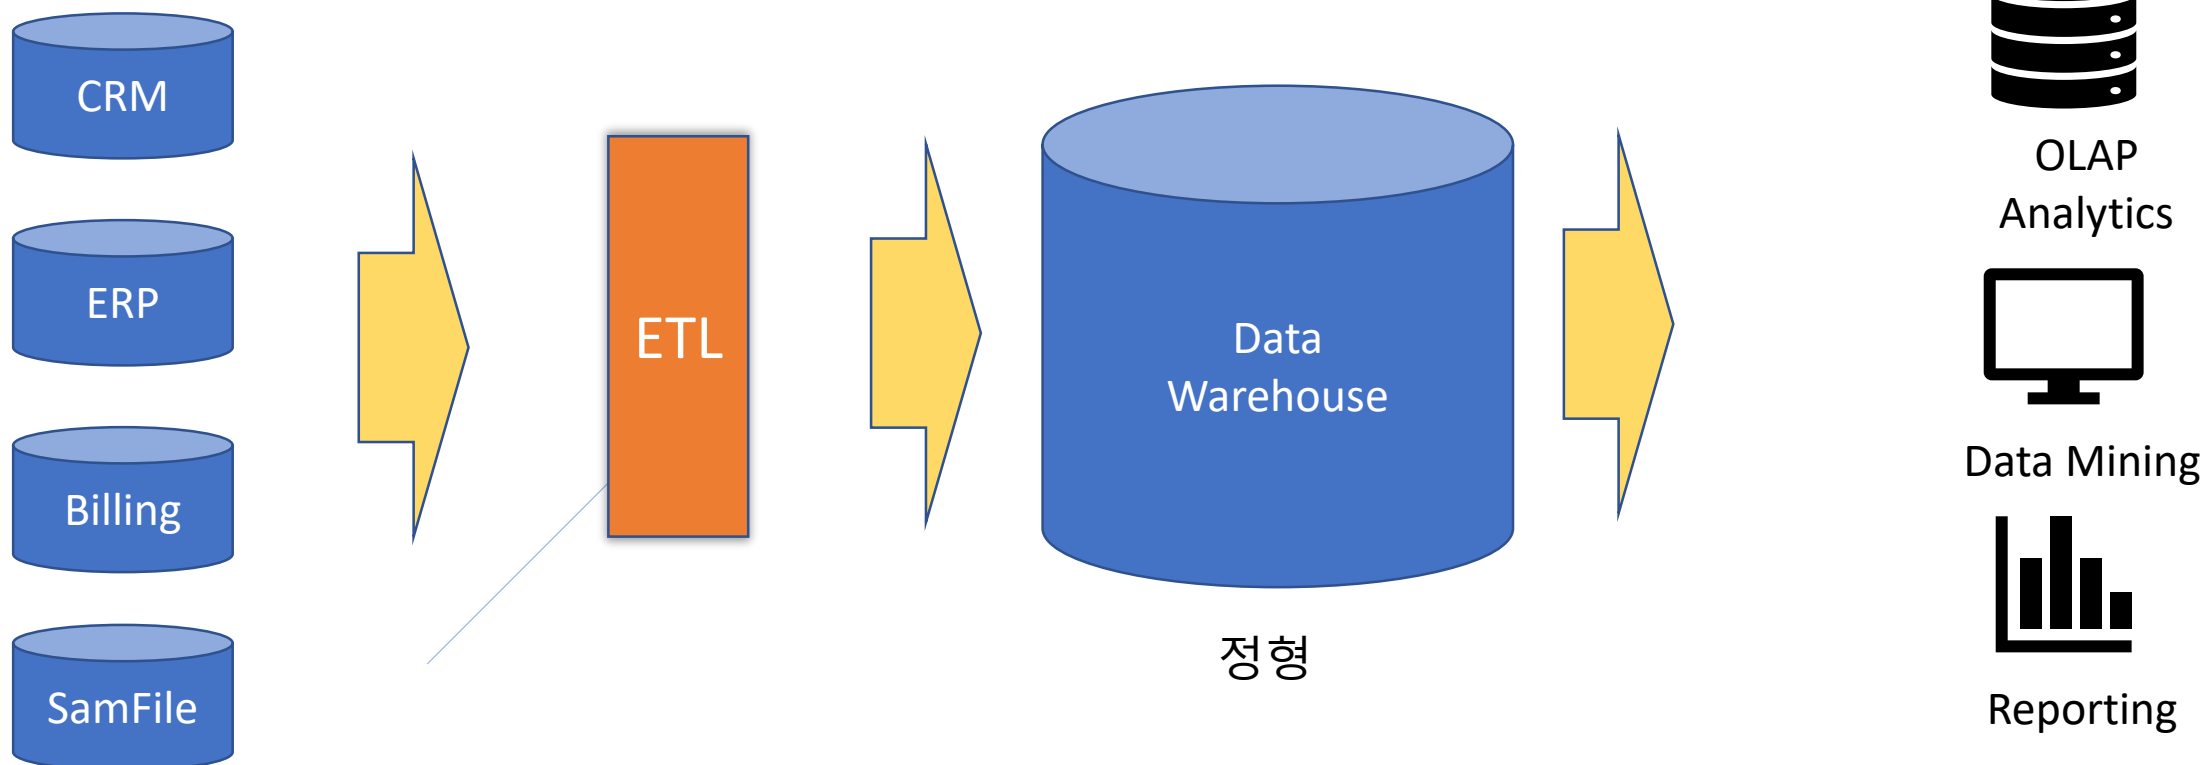 CRM
ERP
Billing
SamFile
ETL
Data
Warehouse
정형
OLAP
Analytics
Data Mining
Reporting